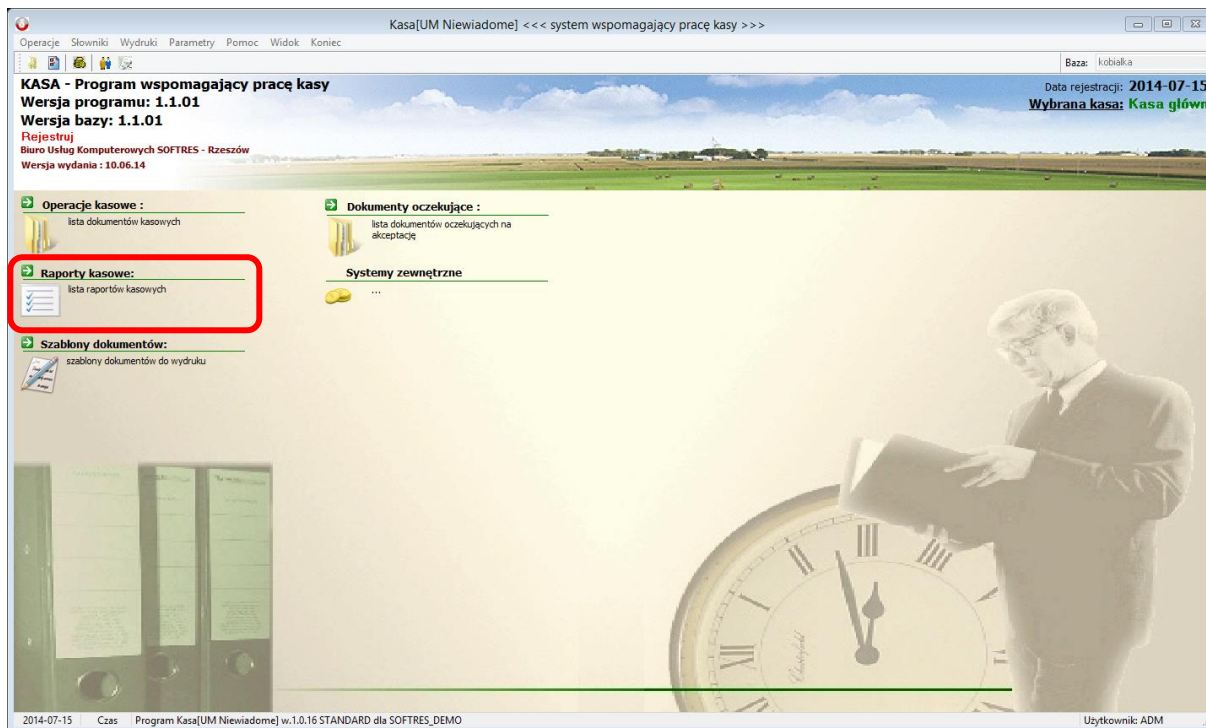 Kasa[UM Niewiadome] <<< system wspomagający pracę kasy >>>
Operacje Słowniki Wydruki Parametry Pomoc Widok Koniec
Baza: kobialka
KASA - Program wspomagający pracę kasy
Wersja programu: 1.1.01
Wersja bazy: 1.1.01
Rejestruj
Biuro Usług Komputerowych SOFTRES - Rzeszów
Wersja wydania : 10.06.14
Data rejestracji: 2014-07-15
Wybrana kasa: Kasa główn
Operacje kasowe :
lista dokumentów kasowych
Raporty kasowe:
lista raportów kasowych
Szablony dokumentów:
szablony dokumentów do wydruku
Dokumenty oczekujące :
lista dokumentów oczekujących na
akceptację
Systemy zewnętrzne
...
2014-07-15 Czas Program Kasa[UM Niewiadome] w.1.0.16 STANDARD dla SOFTRES_DEMO Użytkownik: ADM